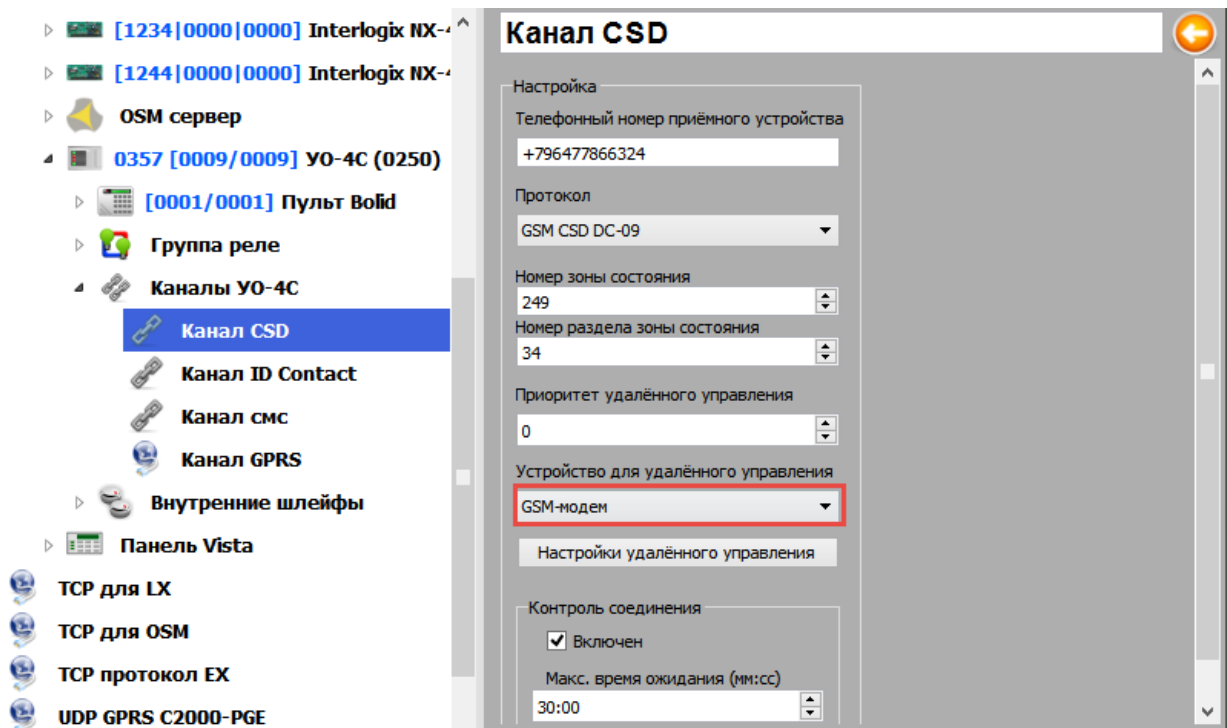 [1234|0000|0000] Interlogix NX-4
[1244|0000|0000] Interlogix NX-4
OSM сервер
0357 [0009/0009] УО-4С (0250)
[0001/0001] Пульт Bolid
Группа реле
Каналы УО-4С
Канал CSD
Канал ID Contact
Канал смс
Канал GPRS
Внутренние шлейфы
Панель Vista
TCP для LX
TCP для OSM
TCP протокол EX
UDP GPRS C2000-PGE
Канал CSD
Настройка
Телефонный номер приёмного устройства
+796477866324
Протокол
GSM CSD DC-09
Номер зоны состояния
249
Номер раздела зоны состояния
34
Приоритет удалённого управления
0
Устройство для удалённого управления
GSM-модем
Настройки удалённого управления
Контроль соединения
Включен
Макс. время ожидания (мм:сс)
30:00